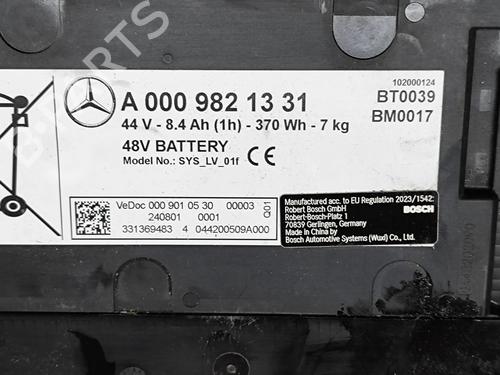 B-PARTS
102000124
A 000 982 13 31
BT0039
44 V - 8.4 Ah (1h) - 370 Wh - 7 kg
BM0017
48V BATTERY
Model No.: SYS_LV_01f CE
VeDoc 000 901 05 30 00003
Q01
240801 0001
331369483 4 044200509A000
Manufactured acc. to EU Regulation 2023/1542:
Robert Bosch GmbH
BOSCH
Robert-Bosch-Platz 1
70839 Gerlingen, Germany
Made in China by
Bosch Automotive Systems (Wuxi) Co., Ltd.